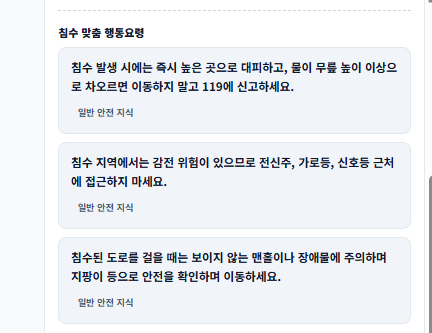 침수 맞춤 행동요령
침수 발생 시에는 즉시 높은 곳으로 대피하고, 물이 무릎 높이 이상으
로 차오르면 이동하지 말고 119에 신고하세요.
일반 안전 지식
침수 지역에서는 감전 위험이 있으므로 전신주, 가로등, 신호등 근처
에 접근하지 마세요.
일반 안전 지식
침수된 도로를 걸을 때는 보이지 않는 맨홀이나 장애물에 주의하며
지팡이 등으로 안전을 확인하며 이동하세요.
일반 안전 지식